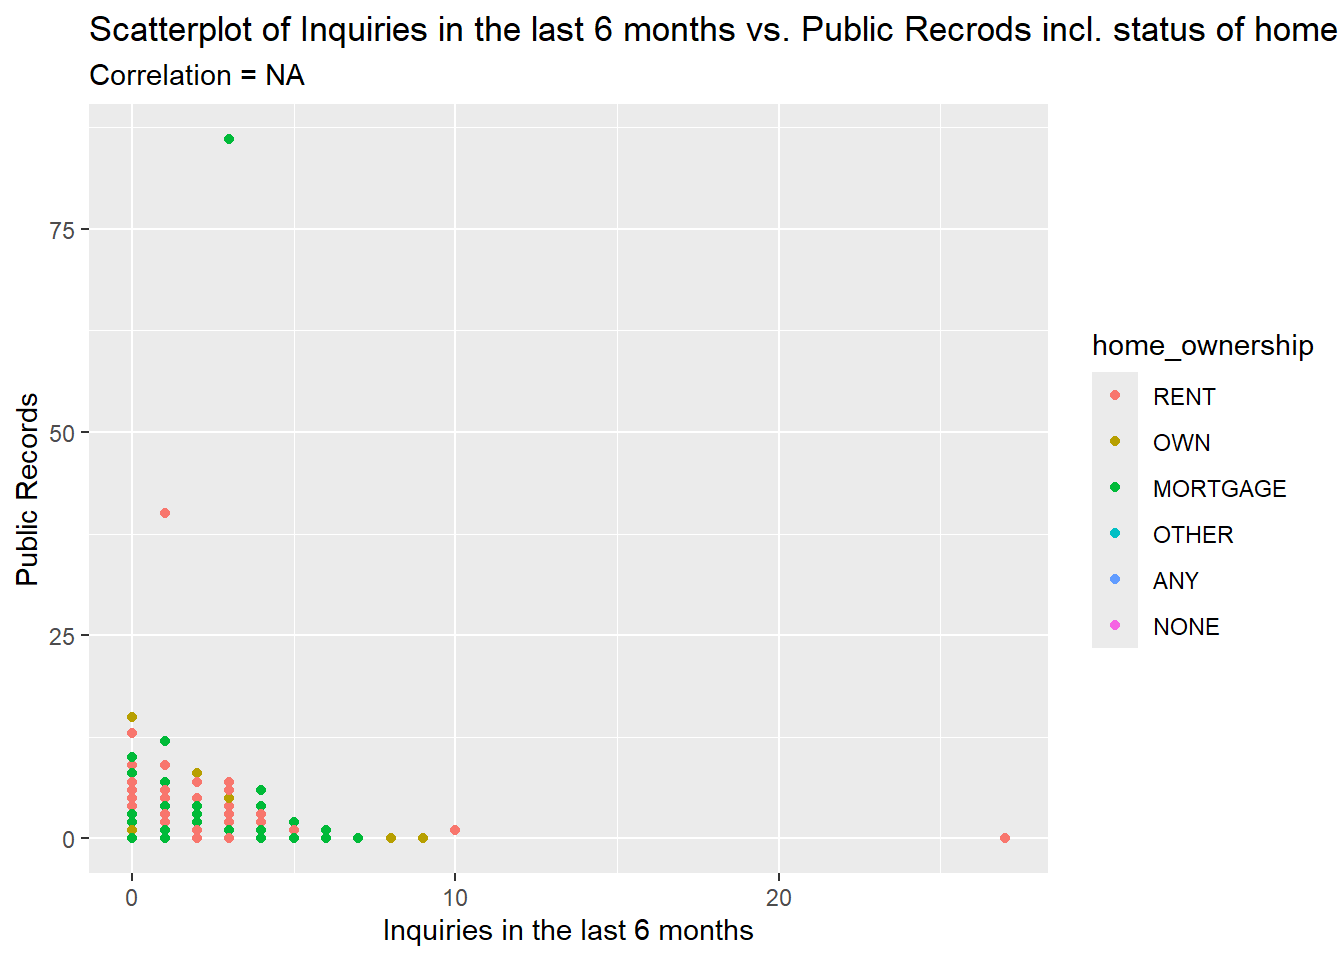 Scatterplot of Inquiries in the last 6 months vs. Public Recrods incl. status of home
Correlation = NA
75
50
25
0
Public Records
0 10 20
Inquiries in the last 6 months
home_ownership
RENT
OWN
MORTGAGE
OTHER
ANY
NONE